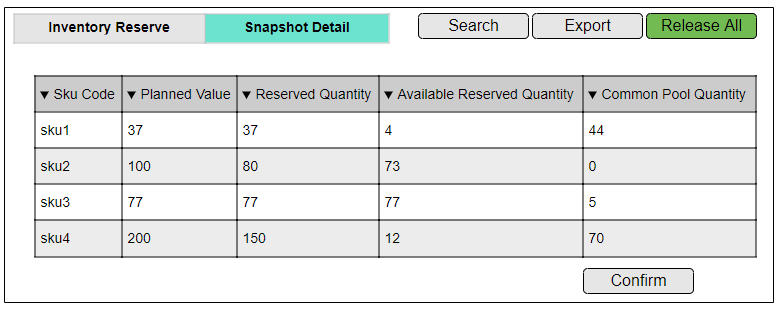 Inventory Reserve Snapshot Detail Search Export Release All
▼ Sku Code ▼ Planned Value ▼ Reserved Quantity ▼ Available Reserved Quantity ▼ Common Pool Quantity
sku1 37 37 4 44
sku2 100 80 73 0
sku3 77 77 77 5
sku4 200 150 12 70
Confirm